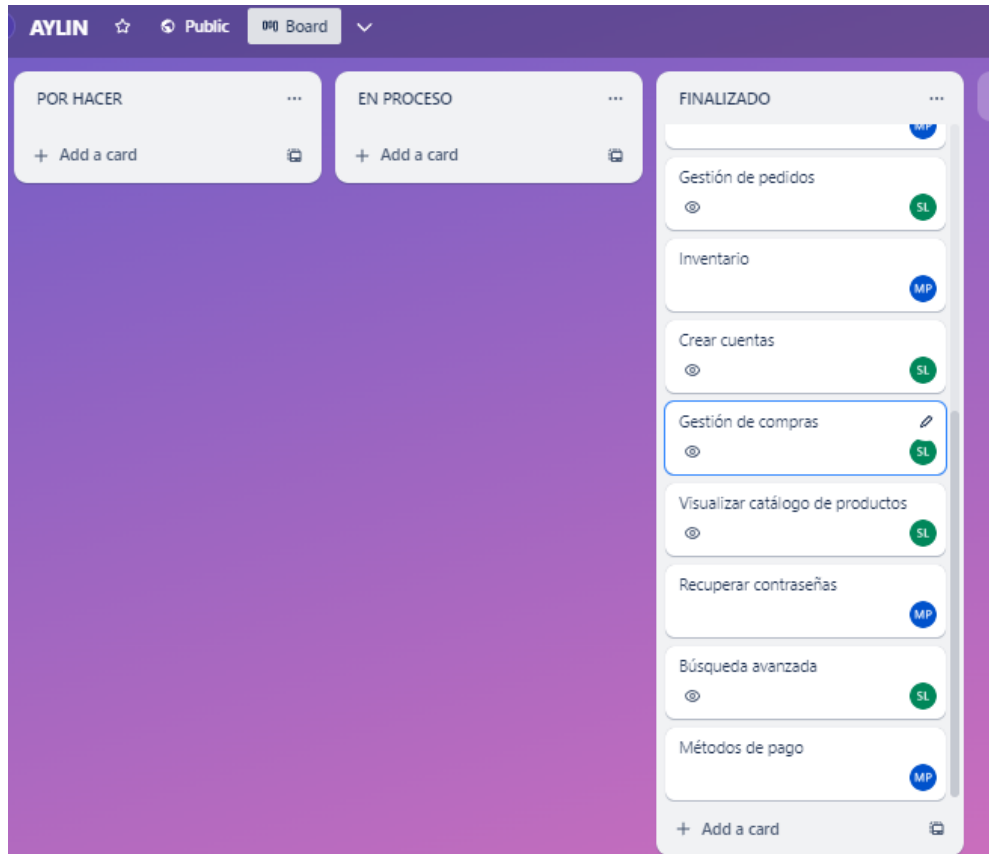 AYLIN Public Board
POR HACER
Add a card
EN PROCESO
Add a card
FINALIZADO
MP
Gestión de pedidos
SL
Inventario
MP
Crear cuentas
SL
Gestión de compras
SL
Visualizar catálogo de productos
SL
Recuperar contraseñas
MP
Búsqueda avanzada
SL
Métodos de pago
MP
Add a card